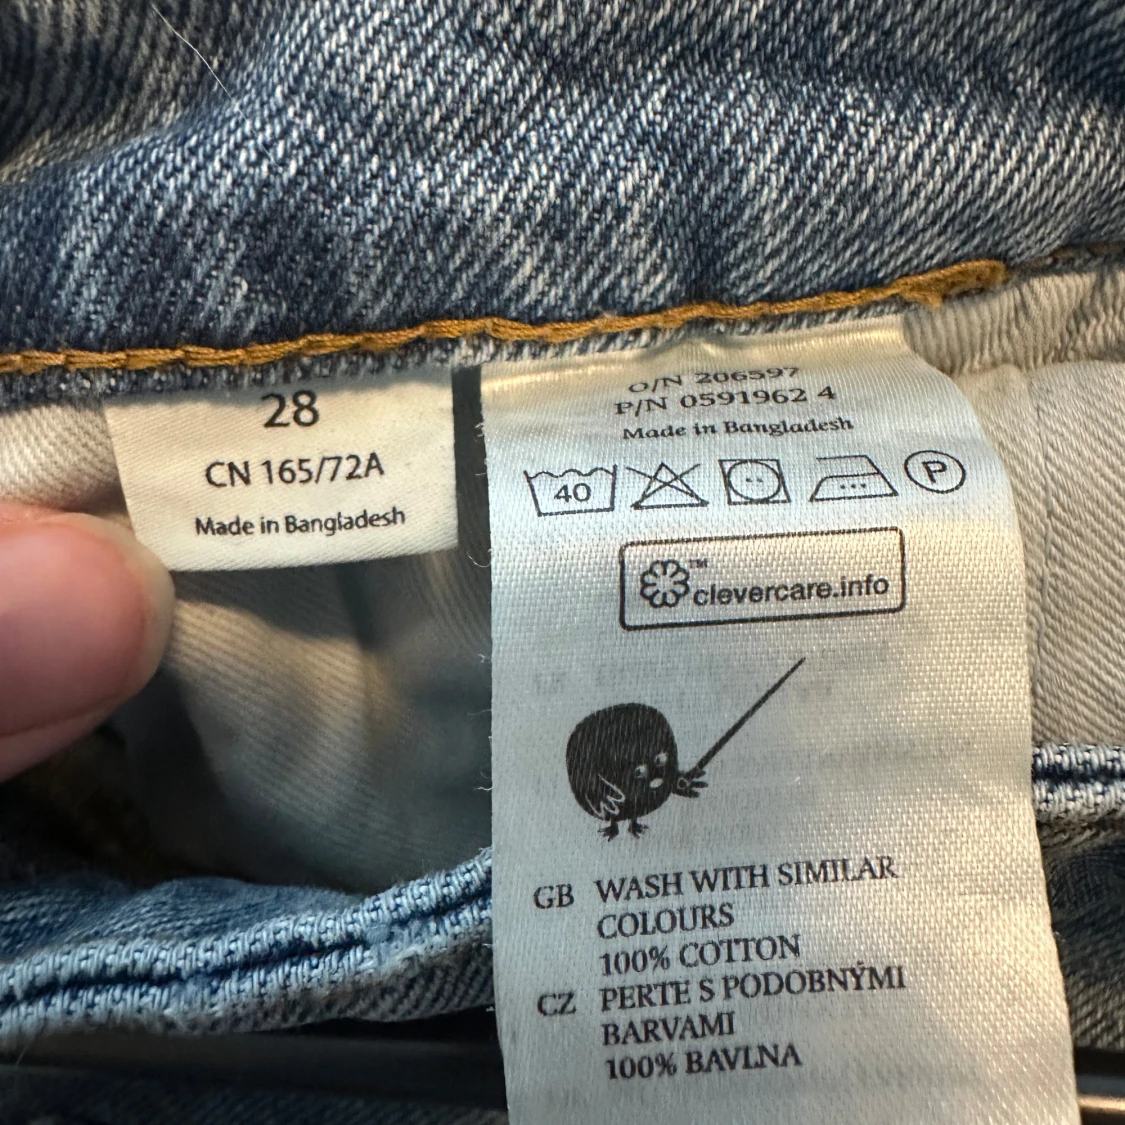 28
CN 165/72A
Made in Bangladesh
O/N 206597
P/N 0591962 4
Made in Bangladesh
40
P
™
clevercare.info
GB WASH WITH SIMILAR
COLOURS
100% COTTON
CZ PERTE S PODOBNÝMI
BARVAMI
100% BAVLNA